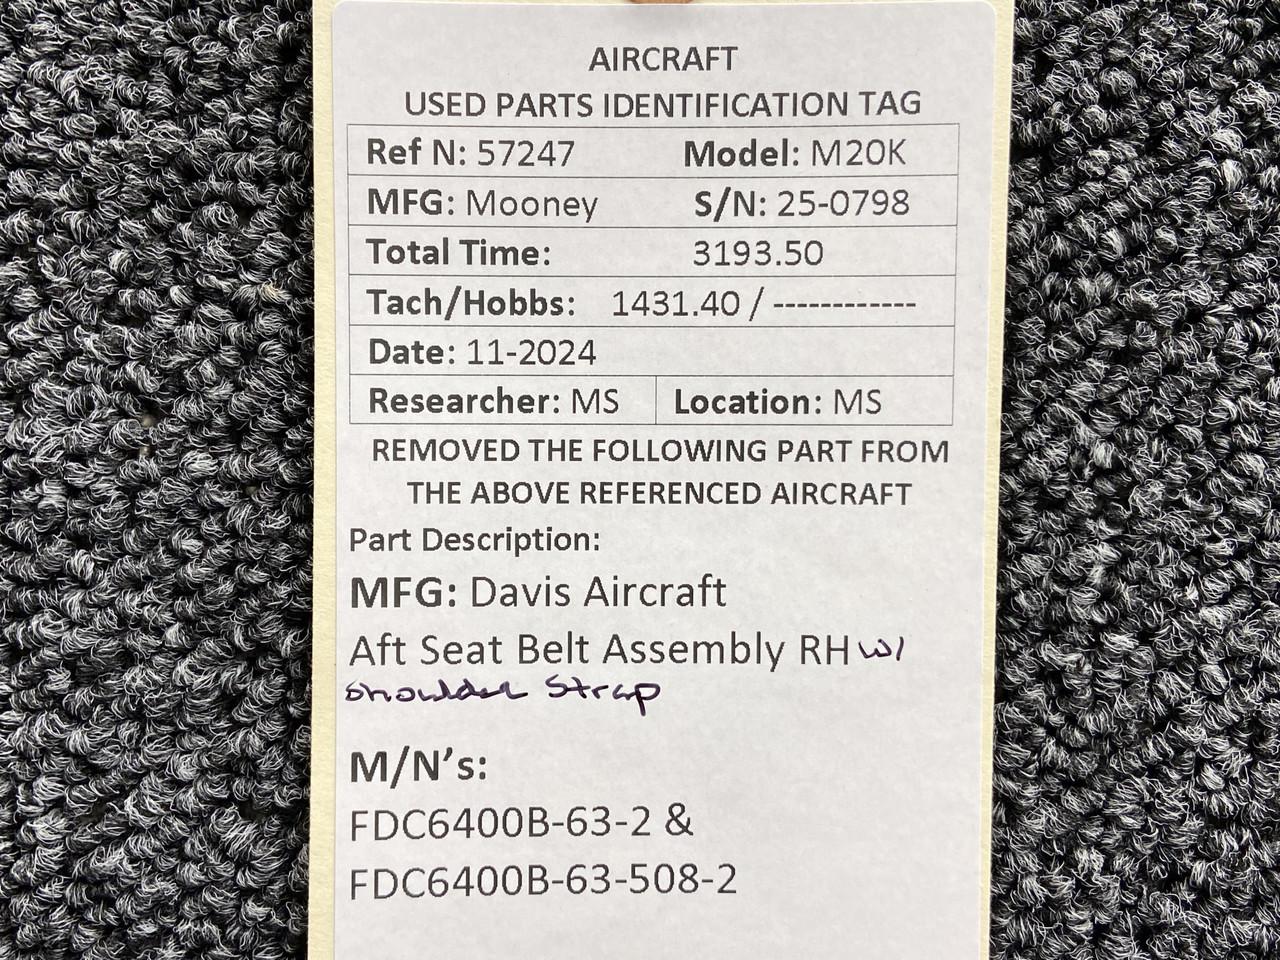 AIRCRAFT
USED PARTS IDENTIFICATION TAG
Ref N: 57247 Model: M20K
MFG: Mooney S/N: 25-0798
Total Time: 3193.50
Tach/Hobbs: 1431.40 / ------------
Date: 11-2024
Researcher: MS Location: MS
REMOVED THE FOLLOWING PART FROM
THE ABOVE REFERENCED AIRCRAFT
Part Description:
MFG: Davis Aircraft
Aft Seat Belt Assembly RH w/
shoulder strap
M/N's:
FDC6400B-63-2 &
FDC6400B-63-508-2